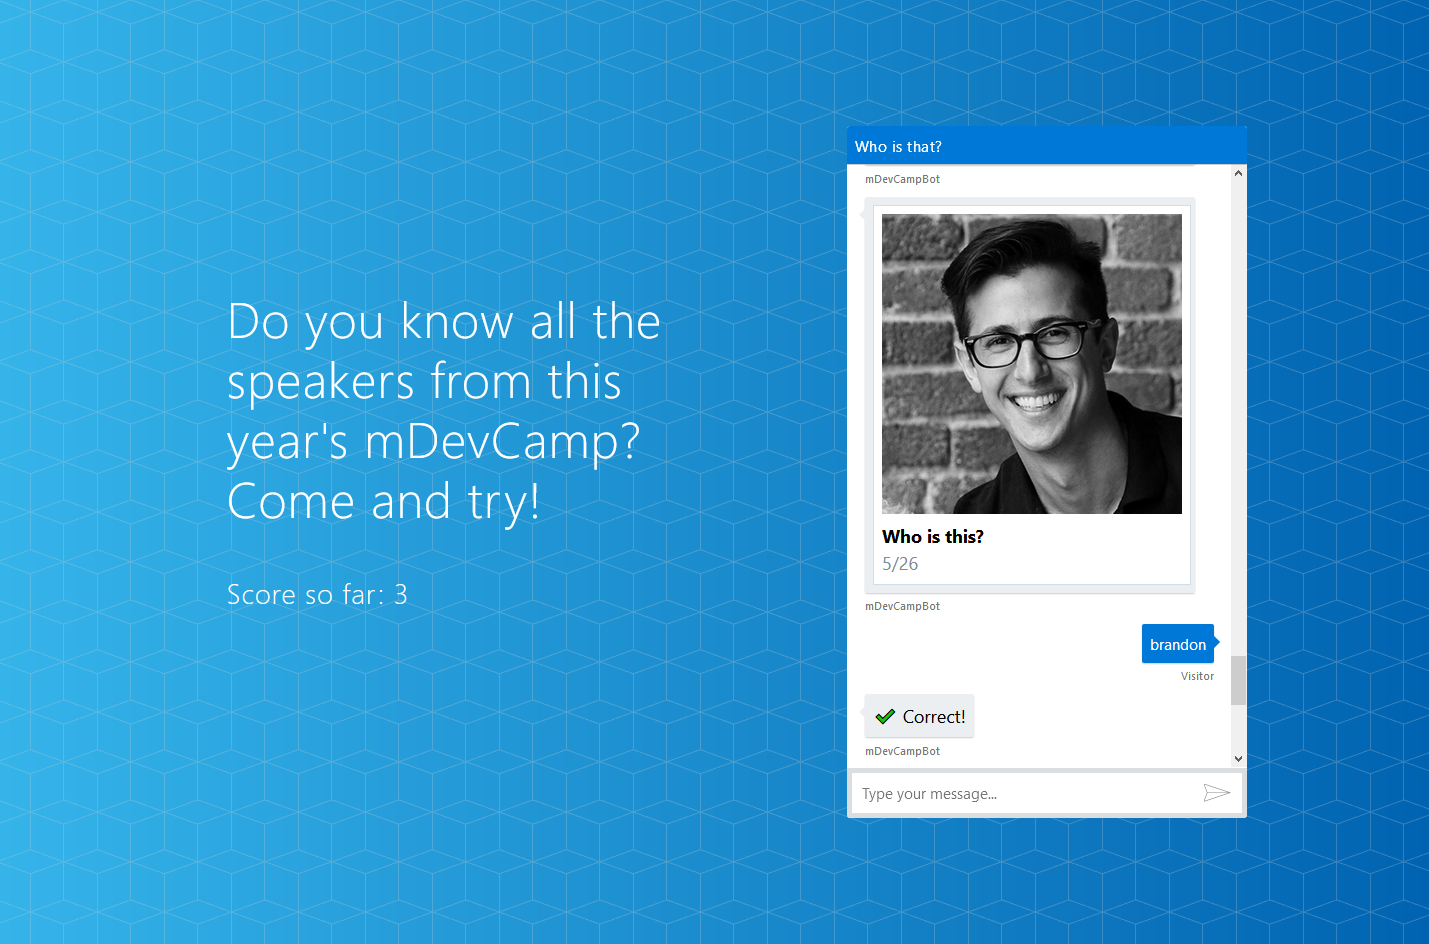 Do you know all the
speakers from this
year's mDevCamp?
Come and try!
Score so far: 3
Who is that?
mDevCampBot
Who is this?
5/26
mDevCampBot
brandon
Visitor
Correct!
mDevCampBot
Type your message...